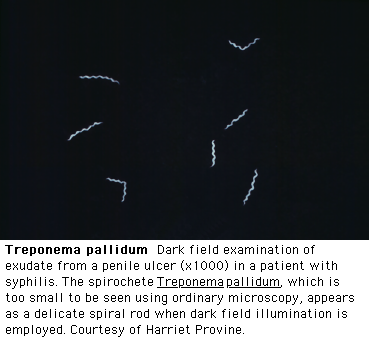 Treponema pallidum Dark field examination of
exudate from a penile ulcer (x1000) in a patient with
syphilis. The spirochete Treponema pallidum, which is
too small to be seen using ordinary microscopy, appears
as a delicate spiral rod when dark field illumination is
employed. Courtesy of Harriet Provine.